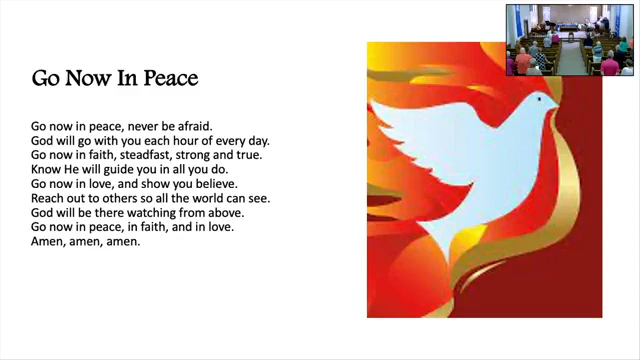 Go Now In Peace
Go now in peace, never be afraid.
God will go with you each hour of every day.
Go now in faith, steadfast, strong and true.
Know He will guide you in all you do.
Go now in love, and show you believe.
Reach out to others so all the world can see.
God will be there watching from above.
Go now in peace, in faith, and in love.
Amen, amen, amen.